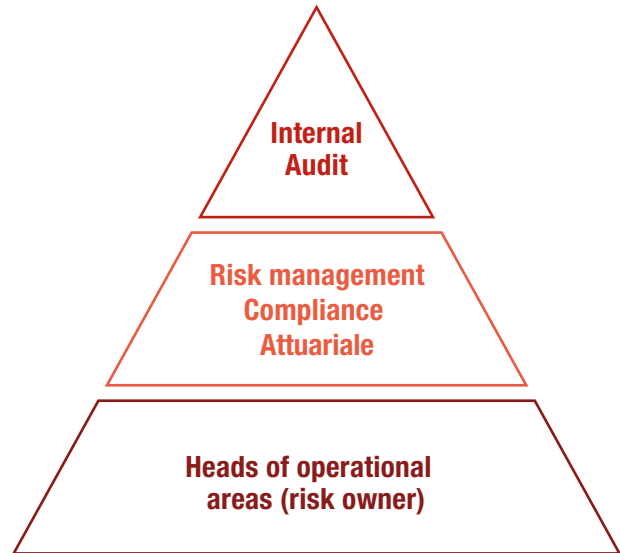 Internal
Audit
Risk management
Compliance
Attuariale
Heads of operational
areas (risk owner)